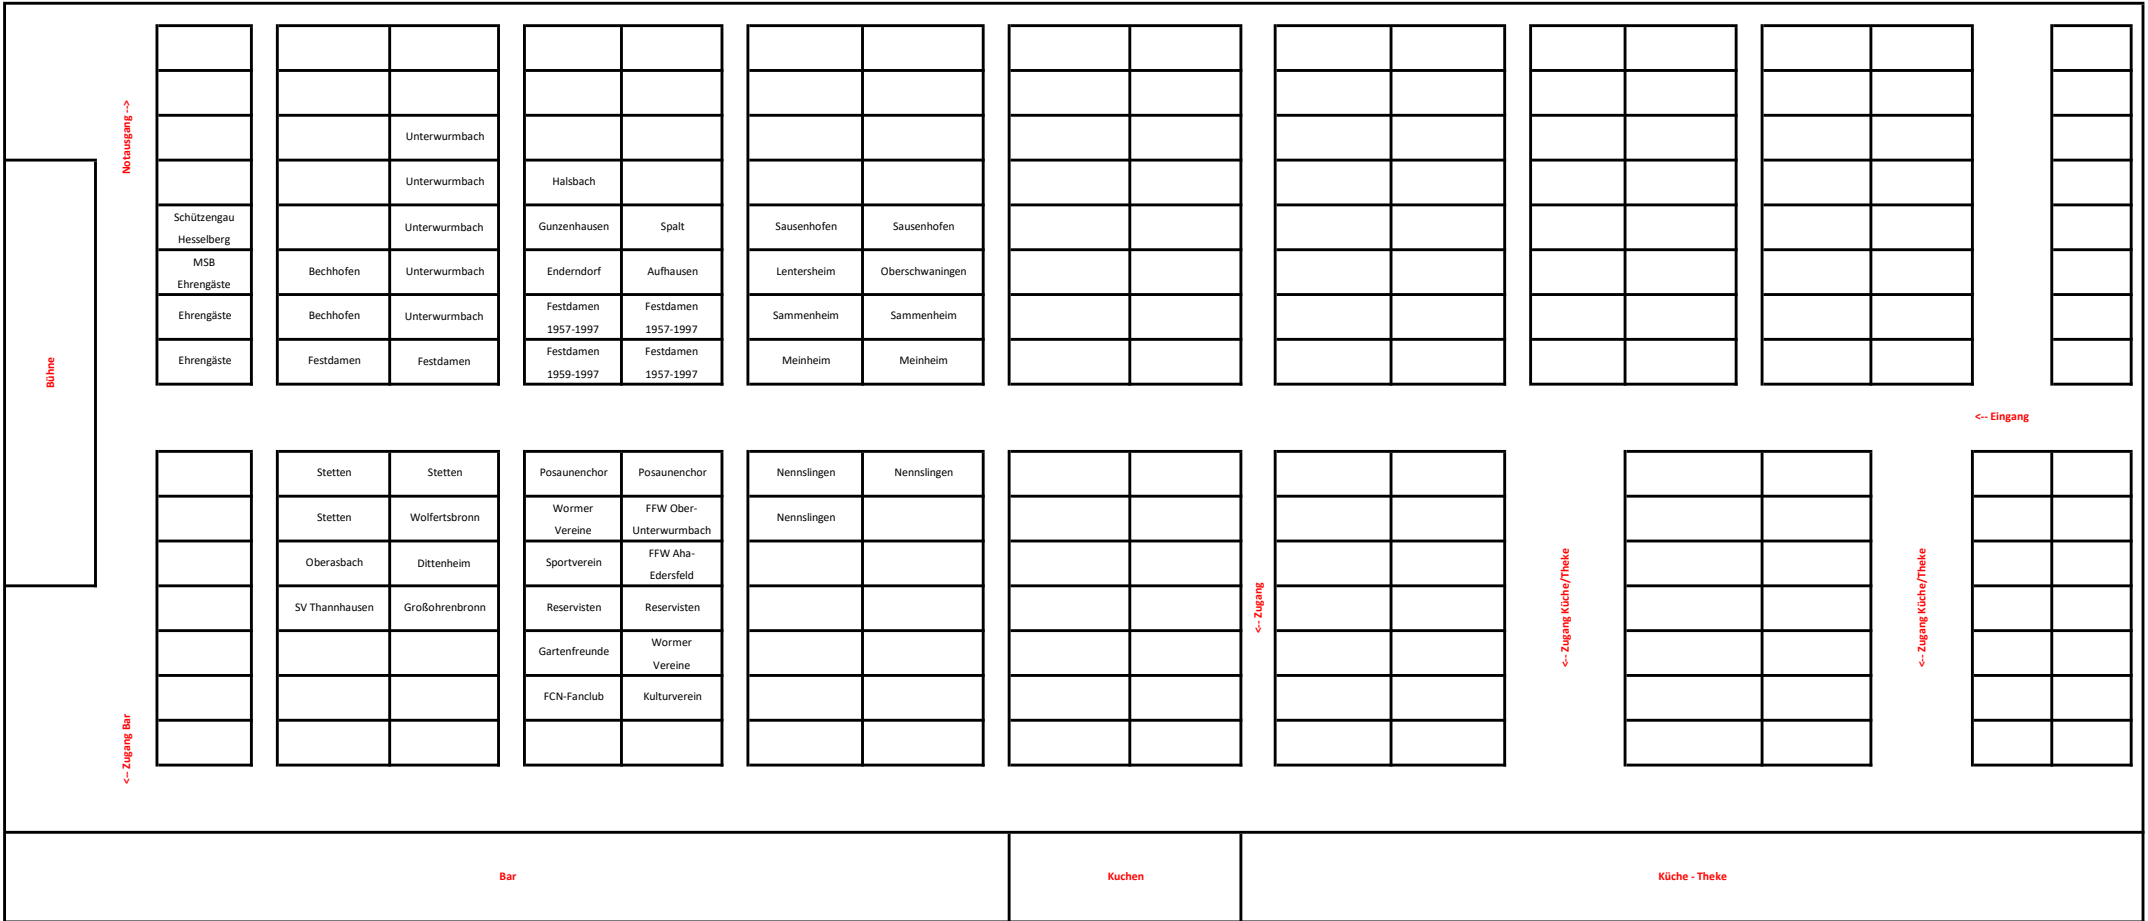 Notausgang -->
Unterwurmbach
Unterwurmbach
Halsbach
Schützengau
Hesselberg
Unterwurmbach
Gunzenhausen
Spalt
Sausenhofen
Sausenhofen
MSB
Ehrengäste
Bechhofen
Unterwurmbach
Enderndorf
Aufhausen
Lentersheim
Oberschwaningen
Ehrengäste
Bechhofen
Unterwurmbach
Festdamen
1957-1997
Festdamen
1957-1997
Sammenheim
Sammenheim
Bühne
Ehrengäste
Festdamen
Festdamen
Festdamen
1959-1997
Festdamen
1957-1997
Meinheim
Meinheim
<-- Eingang
Stetten
Stetten
Posaunenchor
Posaunenchor
Nennslingen
Nennslingen
Stetten
Wolfertsbronn
Wormer
Vereine
FFW Ober-
Unterwurmbach
Nennslingen
Oberasbach
Dittenheim
Sportverein
FFW Aha-
Edersfeld
SV Thannhausen
Großohrenbronn
Reservisten
Reservisten
<-- Zugang
<-- Zugang Küche/Theke
<-- Zugang Küche/Theke
Gartenfreunde
Wormer
Vereine
FCN-Fanclub
Kulturverein
<-- Zugang Bar
Bar
Kuchen
Küche - Theke